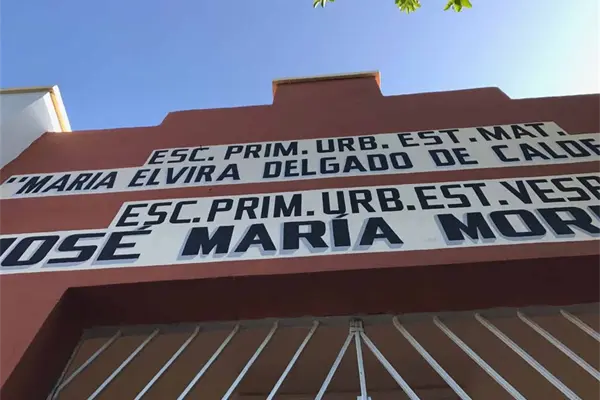 ESC. PRIM. URB. EST. MAT.
"MARIA ELVIRA DELGADO DE
ESC. PRIM. URB. EST.
JOSÉ MARÍA